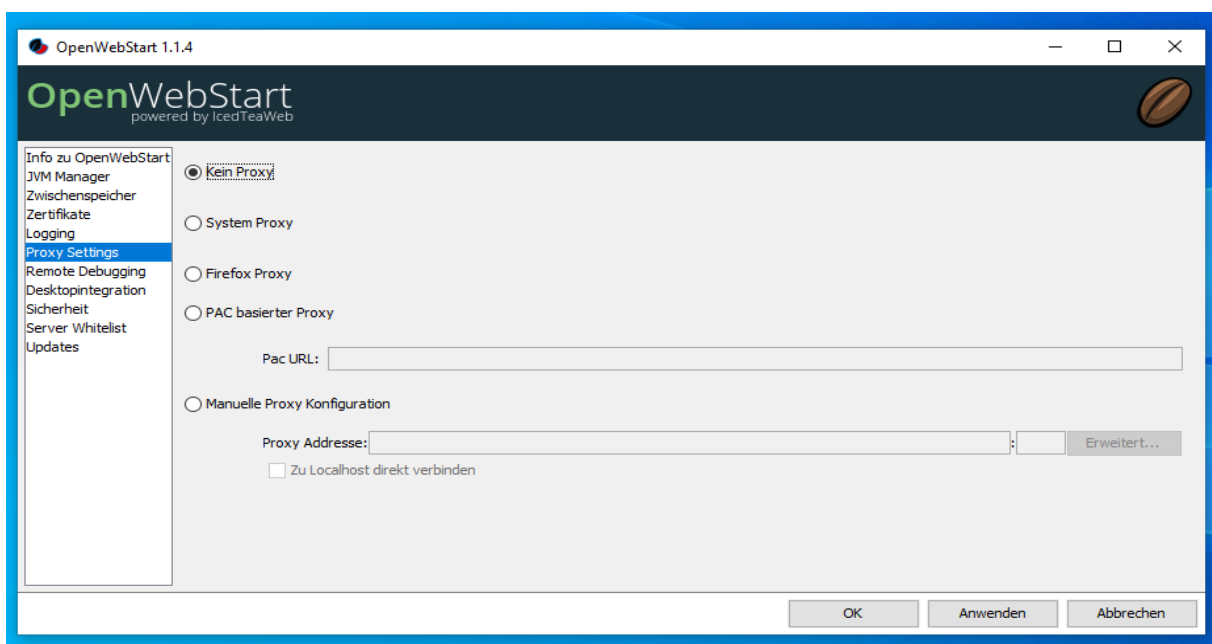 OpenWebStart 1.1.4
OpenWebStart
powered by IcedTeaWeb
Info zu OpenWebStart
JVM Manager
Zwischenspeicher
Zertifikate
Logging
Proxy Settings
Remote Debugging
Desktopintegration
Sicherheit
Server Whitelist
Updates
Kein Proxy
System Proxy
Firefox Proxy
PAC basierter Proxy
Pac URL:
Manuelle Proxy Konfiguration
Proxy Addresse: : Erweitert...
Zu Localhost direkt verbinden
OK Anwenden Abbrechen